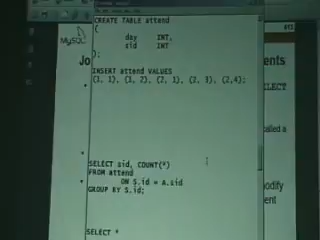 CREATE TABLE attend
(
day INT,
sid INT
);
INSERT attend VALUES
(1, 1), (1, 2), (2, 1), (2, 3), (2,4);
SELECT sid, COUNT(*)
FROM attend
ON S.id = A.sid
GROUP BY S.id;
SELECT *
MySQL
Jo
ents
ELECT
odify
ent